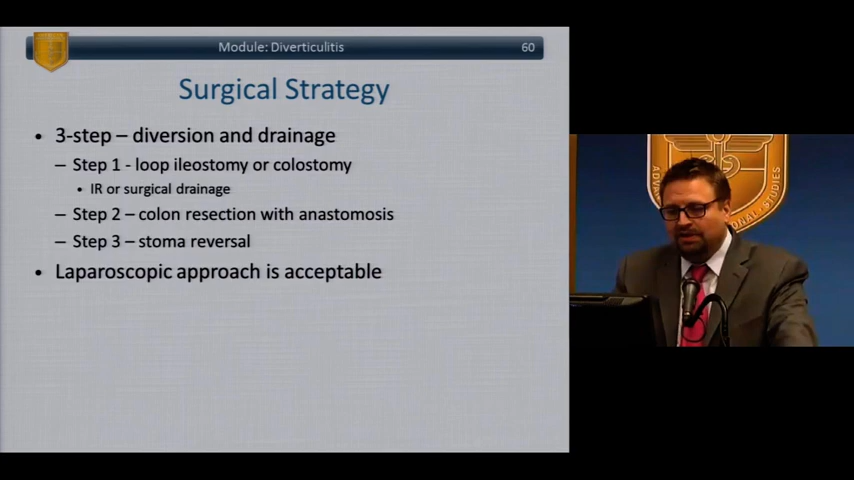 Module: Diverticulitis 60
Surgical Strategy
• 3-step – diversion and drainage
– Step 1 - loop ileostomy or colostomy
• IR or surgical drainage
– Step 2 – colon resection with anastomosis
– Step 3 – stoma reversal
• Laparoscopic approach is acceptable
STUDIES